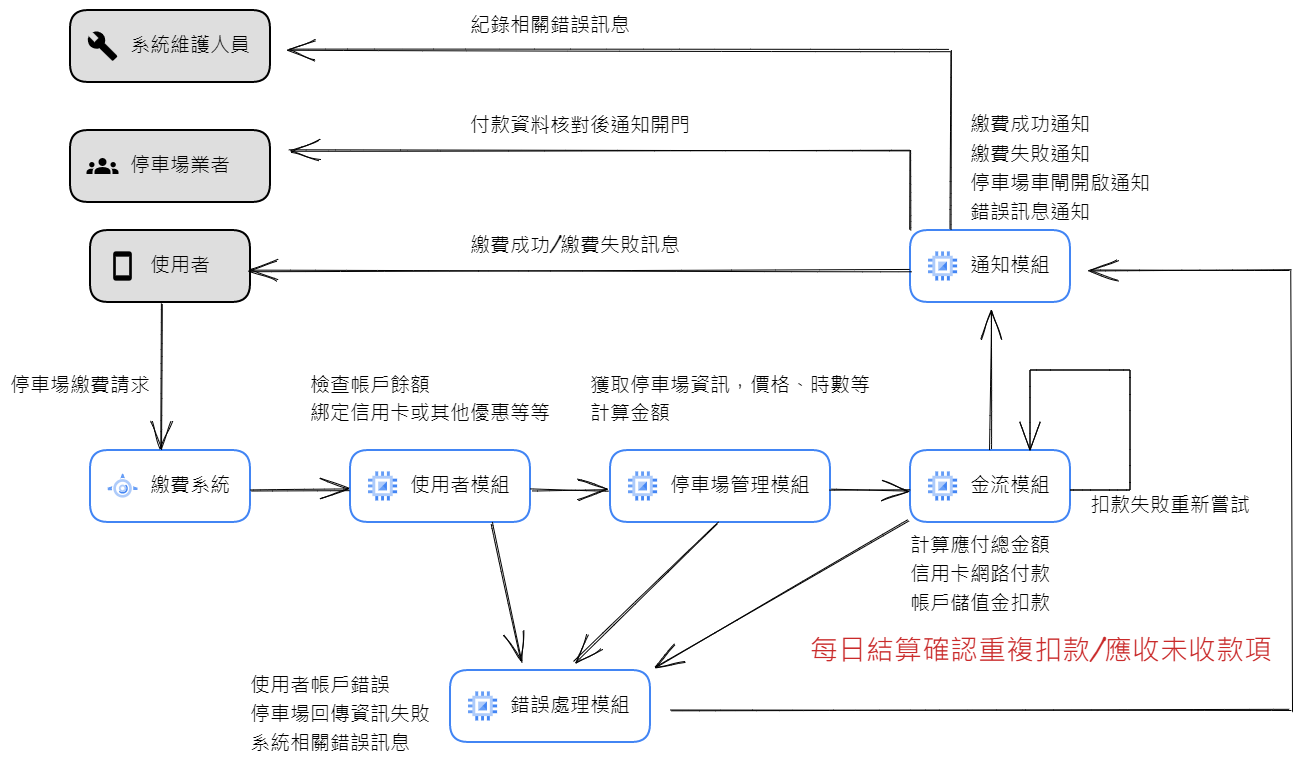 紀錄相關錯誤訊息
系統維護人員
付款資料核對後通知開門
停車場業者
繳費成功通知
繳費失敗通知
停車場車閘開啟通知
錯誤訊息通知
繳費成功/繳費失敗訊息
使用者
通知模組
停車場繳費請求
檢查帳戶餘額
綁定信用卡或其他優惠等等
獲取停車場資訊，價格、時數等
計算金額
繳費系統
使用者模組
停車場管理模組
金流模組
扣款失敗重新嘗試
計算應付總金額
信用卡網路付款
帳戶儲值金扣款
每日結算確認重複扣款/應收未收款項
使用者帳戶錯誤
停車場回傳資訊失敗
系統相關錯誤訊息
錯誤處理模組